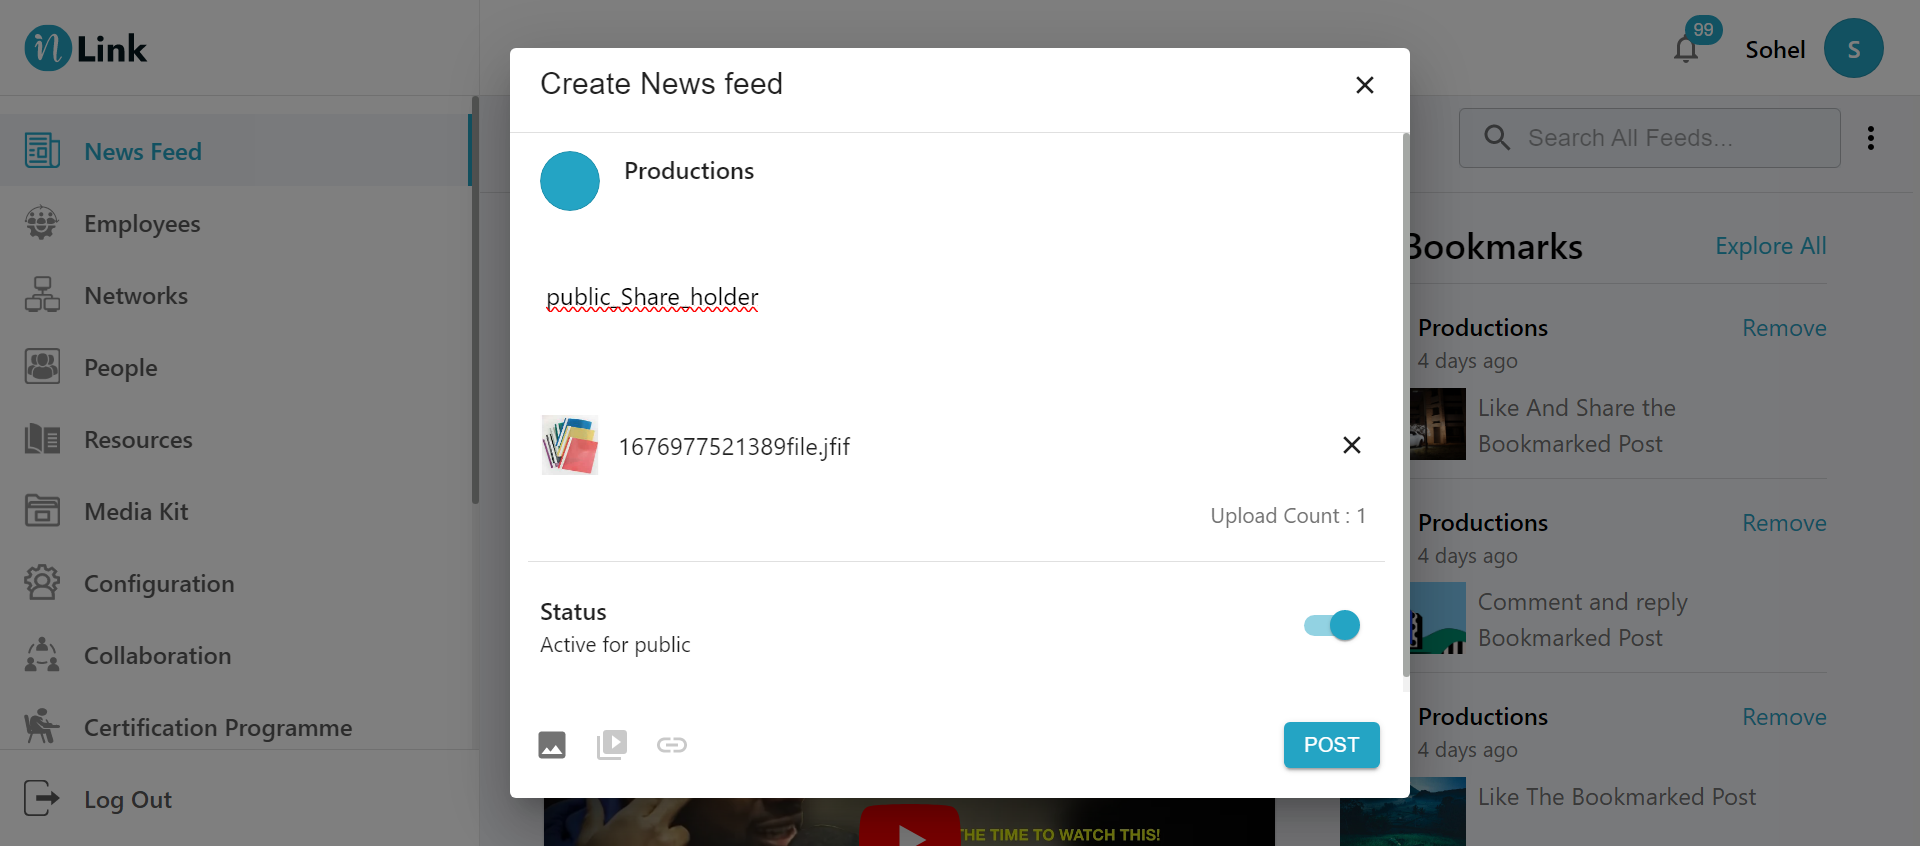 Link
99
Sohel
S
Create News feed
Search All Feeds...
News Feed
Employees
Networks
People
Resources
Media Kit
Configuration
Collaboration
Certification Programme
Log Out
Productions
public_Share_holder
1676977521389file.jfif
Upload Count : 1
Status
Active for public
POST
THE TIME TO WATCH THIS!
Bookmarks
Explore All
Productions
Remove
4 days ago
Like And Share the
Bookmarked Post
Productions
Remove
4 days ago
Comment and reply
Bookmarked Post
Productions
Remove
4 days ago
Like The Bookmarked Post